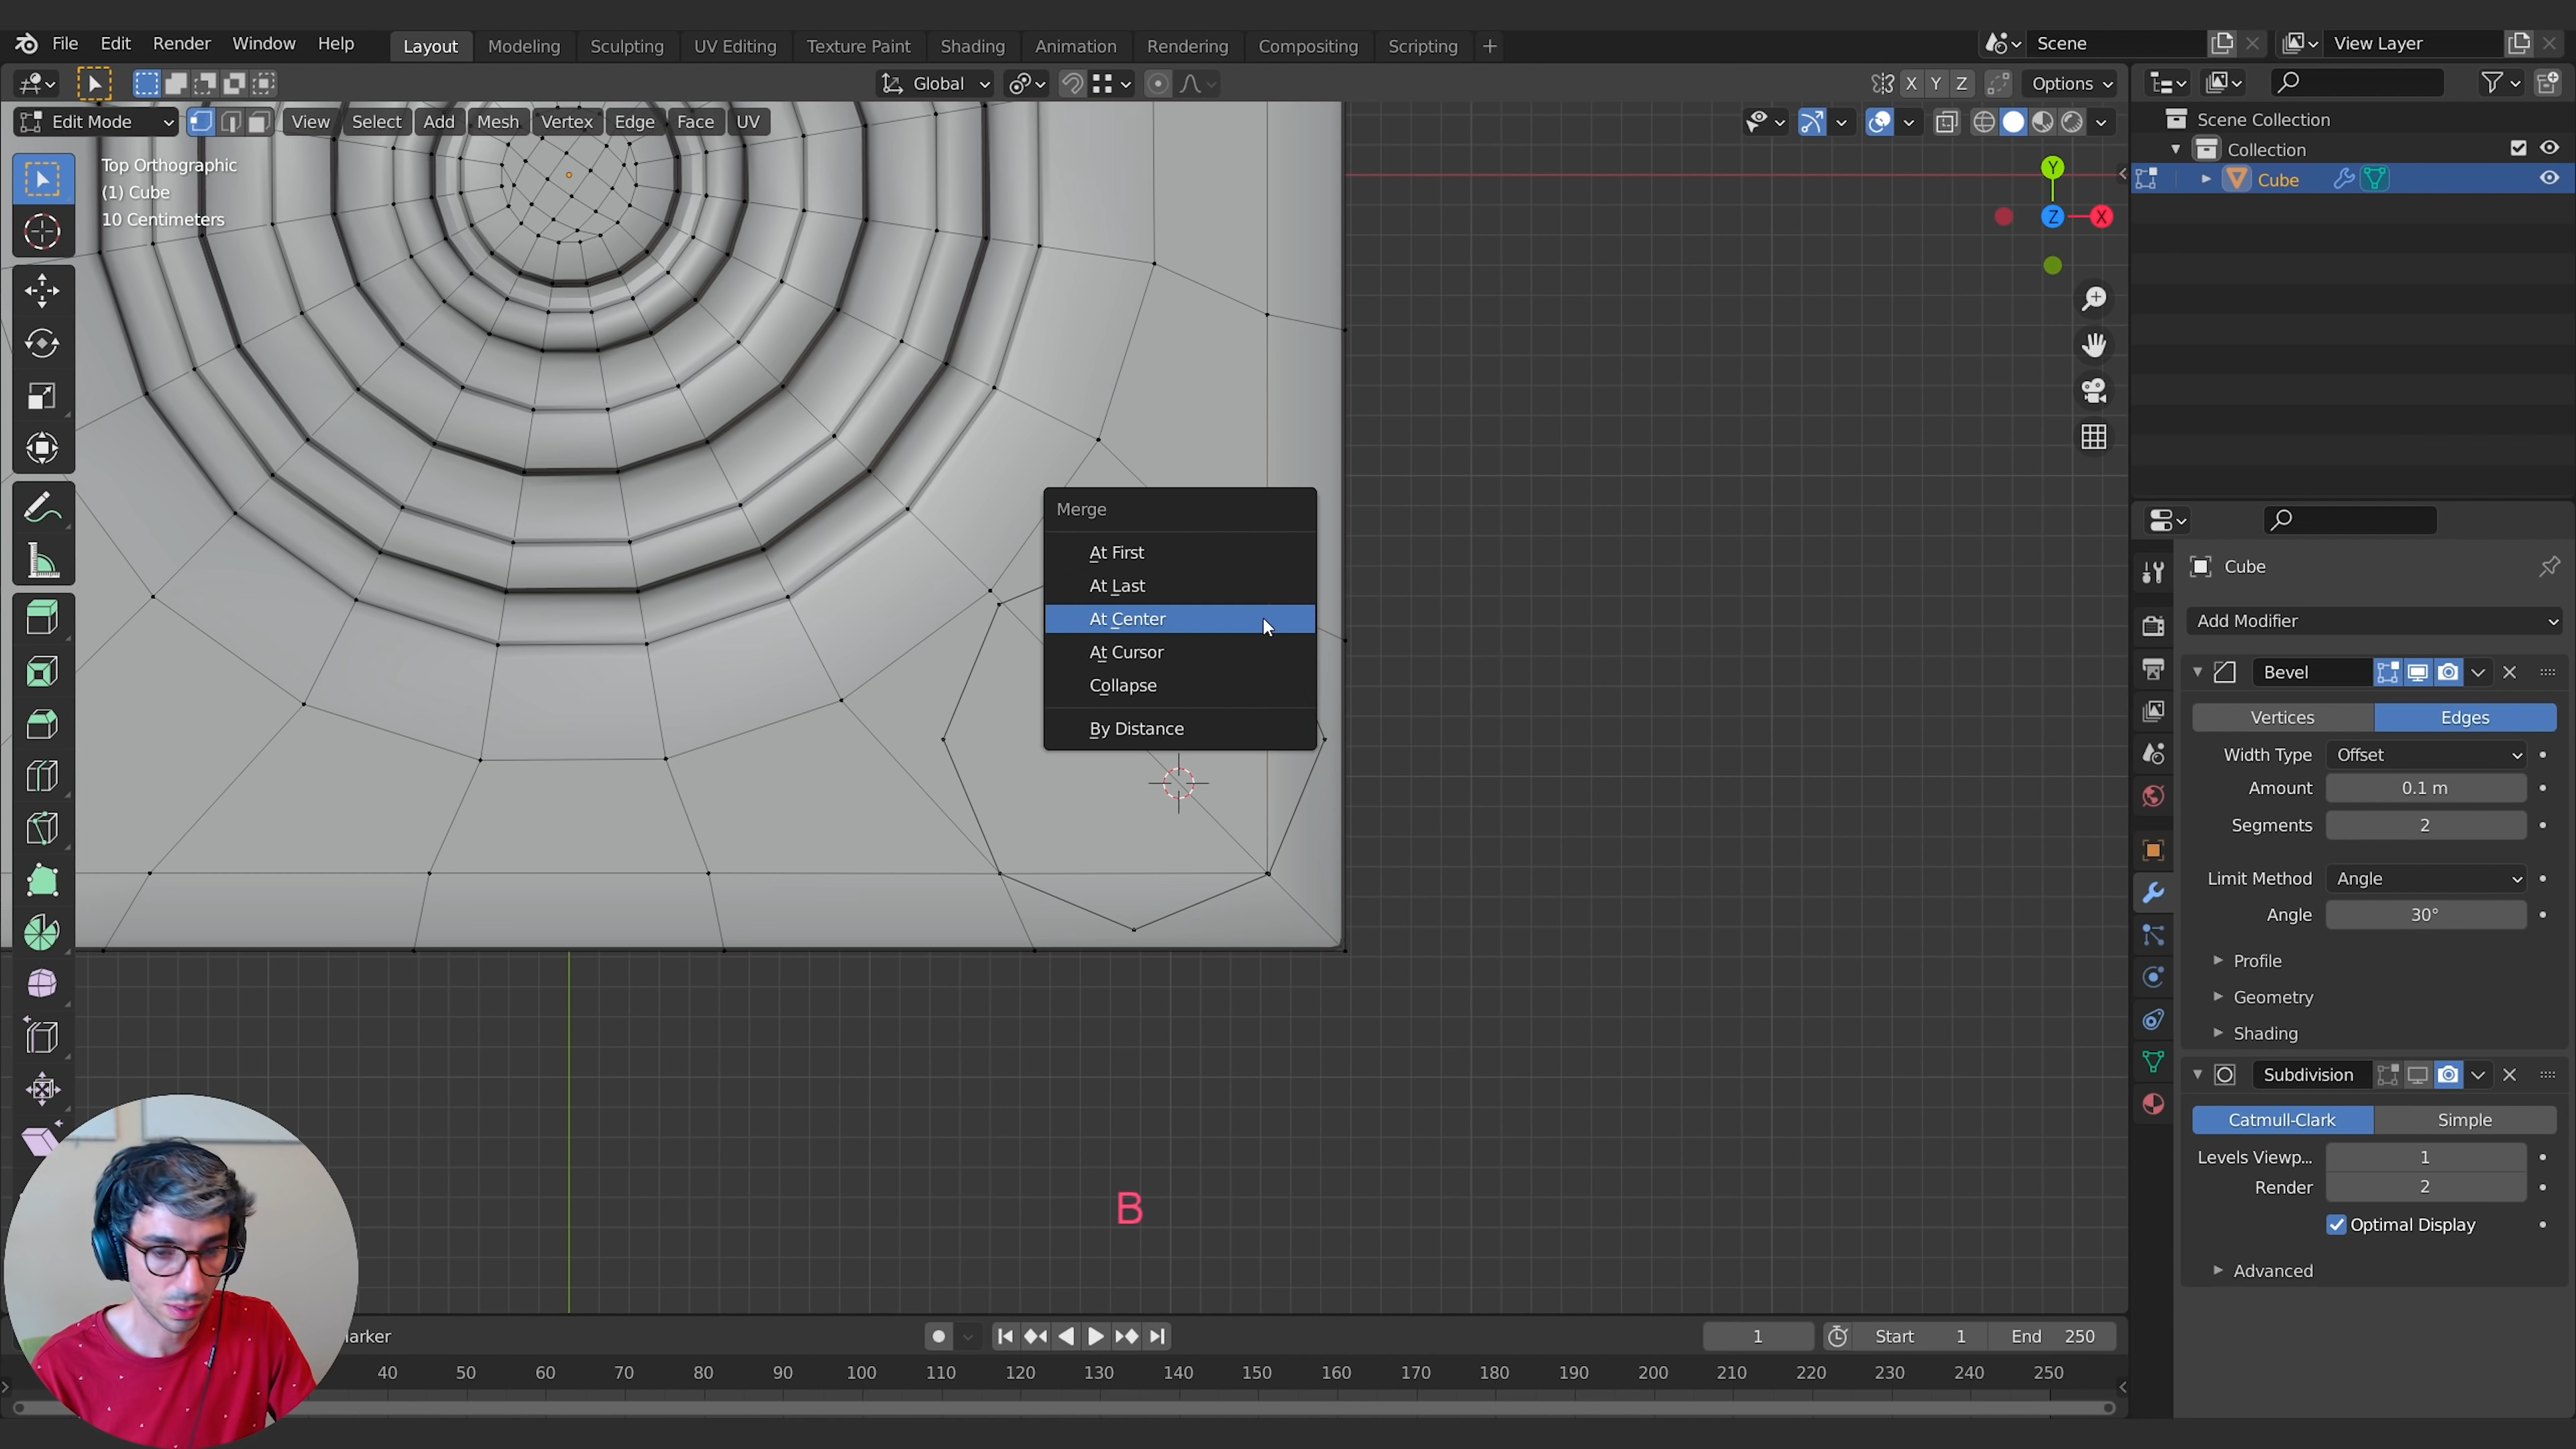 File Edit Render Window Help
Layout Modeling Sculpting UV Editing Texture Paint Shading Animation Rendering Compositing Scripting +
Scene
View Layer
Global
X Y Z Options
Edit Mode
View Select Add Mesh Vertex Edge Face UV
Top Orthographic
(1) Cube
10 Centimeters
Y
Z
X
Scene Collection
Collection
Cube
Merge
At First
At Last
At Center
At Cursor
Collapse
By Distance
Cube
Add Modifier
Bevel
Vertices Edges
Width Type Offset
Amount 0.1 m
Segments 2
Limit Method Angle
Angle 30°
Profile
Geometry
Shading
Subdivision
Catmull-Clark Simple
Levels Viewp... 1
Render 2
Optimal Display
Advanced
B
arker
1 Start 1 End 250
40 50 60 70 80 90 100 110 120 130 140 150 160 170 180 190 200 210 220 230 240 250